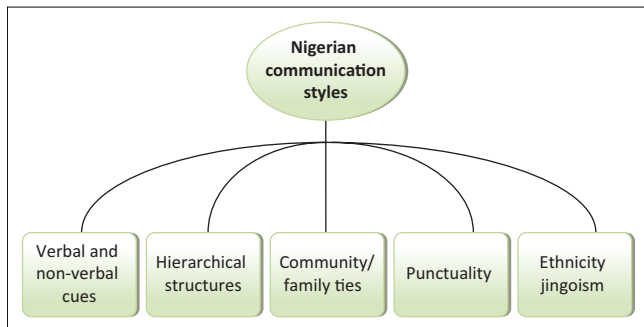 Nigerian
communication
styles
Verbal and
non-verbal
cues
Hierarchical
structures
Community/
family ties
Punctuality
Ethnicity
jingoism